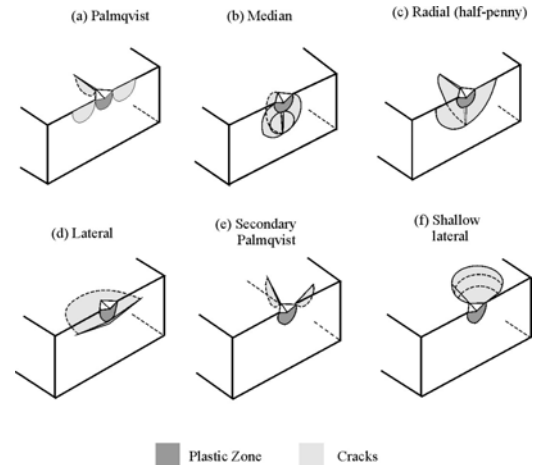 (a) Palmqvist
(b) Median
(c) Radial (half-penny)
(d) Lateral
(e) Secondary
Palmqvist
(f) Shallow
lateral
Plastic Zone
Cracks